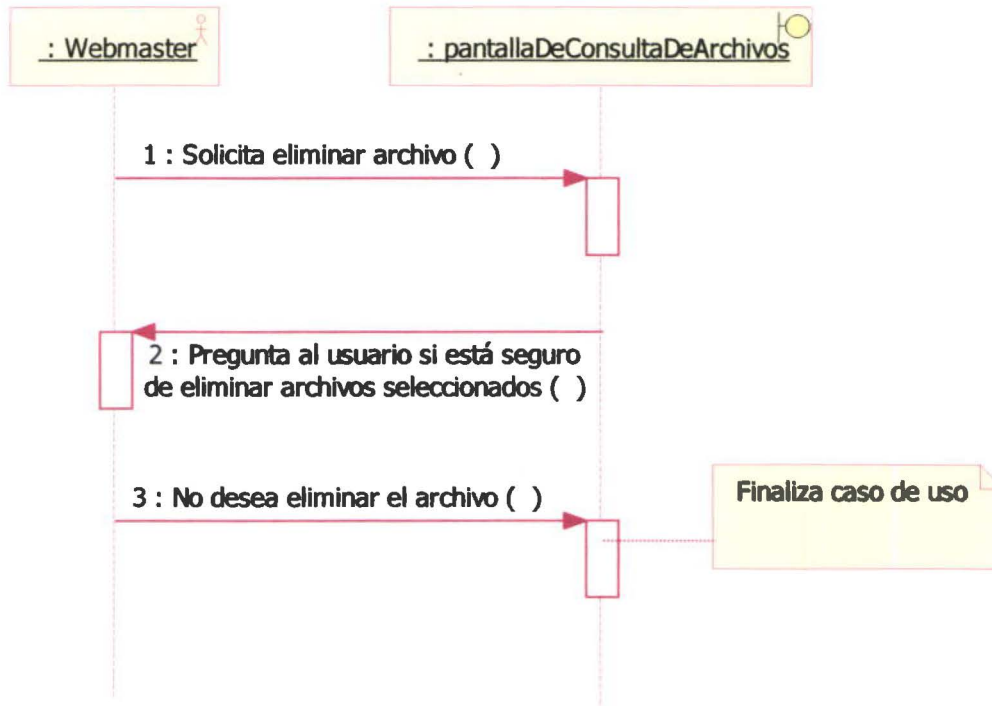 : Webmaster
: pantallaDeConsultaDeArchivos
1 : Solicita eliminar archivo ( )
2 : Pregunta al usuario si está seguro
de eliminar archivos seleccionados ( )
3 : No desea eliminar el archivo ( )
Finaliza caso de uso